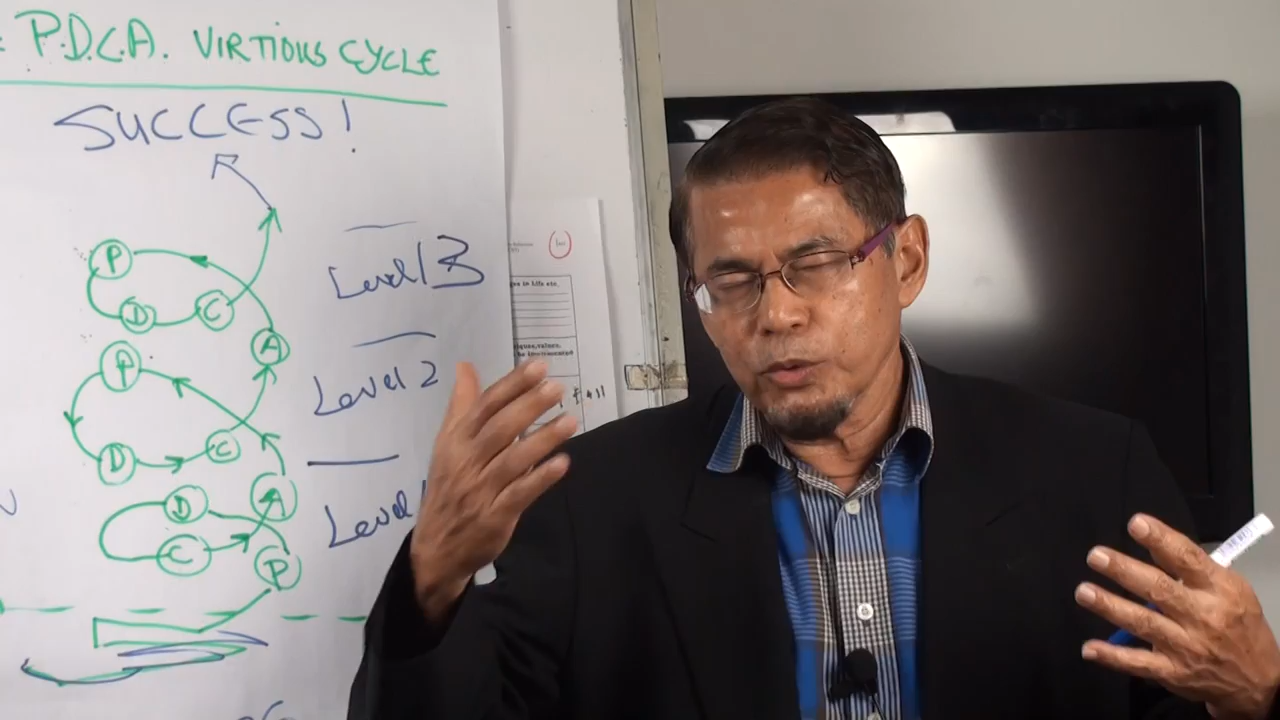 : P.D.C.A. VIRTIOUS CYCLE
SUCCESS!
P
D
C
A
Level 3
P
D
C
Level 2
D
A
C
P
Level